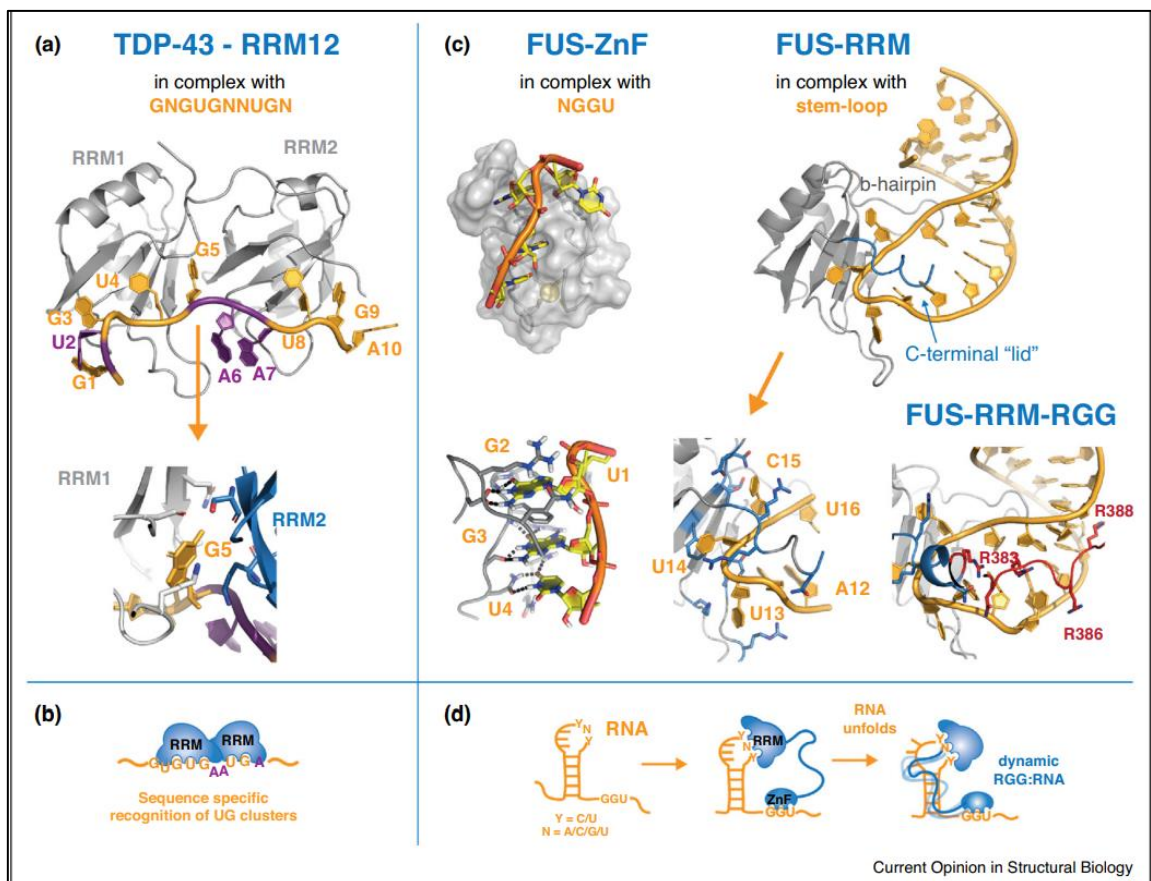 (a)
TDP-43 - RRM12
in complex with
GNGUGNNUGN
RRM1
RRM2
G5
U4
G3
U2
G1
A6
A7
U8
G9
A10
RRM1
RRM2
G5
(b)
RRM RRM
GUGUGAAUGA
Sequence specific
recognition of UG clusters
(c)
FUS-ZnF
in complex with
NGGU
FUS-RRM
in complex with
stem-loop
b-hairpin
C-terminal “lid”
G2
U1
G3
U4
C15
U16
U14
A12
U13
FUS-RRM-RGG
R388
R383
R386
(d)
Y N Y
RNA
GGU
Y = C/U
N = A/C/G/U
Y N Y
RRM
ZnF
GGU
RNA
unfolds
Y N Y
dynamic
RGG:RNA
GGU
Current Opinion in Structural Biology